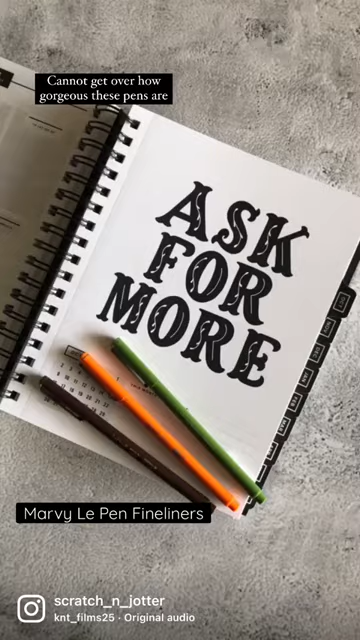 Cannot get over how
gorgeous these pens are
ASK
FOR
MORE
Marvy Le Pen Fineliners
scratch_n_jotter
knt_films25 · Original audio